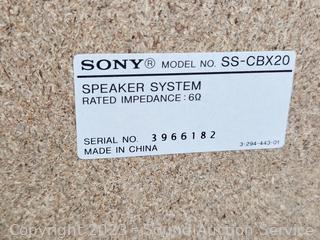 SONY® MODEL NO. SS-CBX20
SPEAKER SYSTEM
RATED IMPEDANCE : 6Ω
SERIAL NO. 3966182
MADE IN CHINA 3-294-443-01
Copyright 2023 - Sound Auction Service